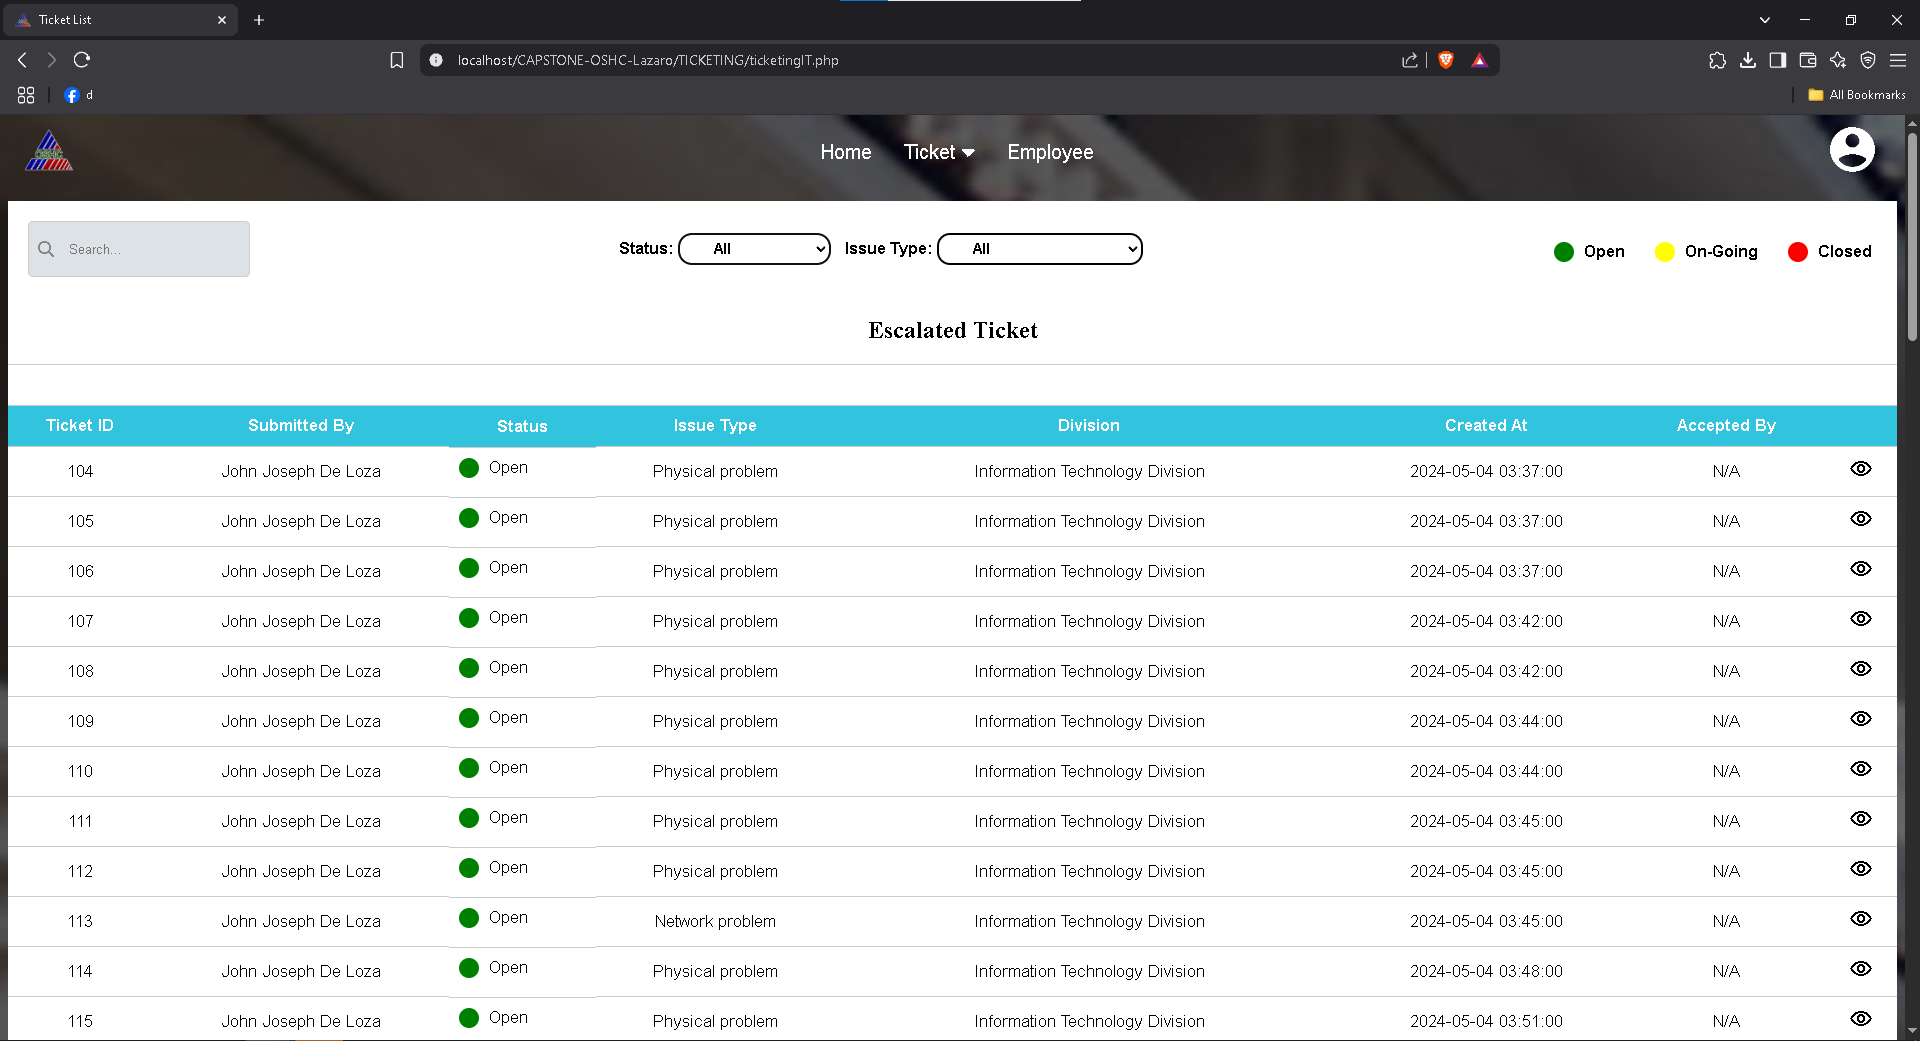 Ticket List
localhost/CAPSTONE-OSHC-Lazaro/TICKETING/ticketingIT.php
d
All Bookmarks
OSHC
Home Ticket Employee
Search...
Status: All Issue Type: All
Open On-Going Closed
Escalated Ticket
Ticket ID Submitted By Status Issue Type Division Created At Accepted By
104 John Joseph De Loza Open Physical problem Information Technology Division 2024-05-04 03:37:00 N/A
105 John Joseph De Loza Open Physical problem Information Technology Division 2024-05-04 03:37:00 N/A
106 John Joseph De Loza Open Physical problem Information Technology Division 2024-05-04 03:37:00 N/A
107 John Joseph De Loza Open Physical problem Information Technology Division 2024-05-04 03:42:00 N/A
108 John Joseph De Loza Open Physical problem Information Technology Division 2024-05-04 03:42:00 N/A
109 John Joseph De Loza Open Physical problem Information Technology Division 2024-05-04 03:44:00 N/A
110 John Joseph De Loza Open Physical problem Information Technology Division 2024-05-04 03:44:00 N/A
111 John Joseph De Loza Open Physical problem Information Technology Division 2024-05-04 03:45:00 N/A
112 John Joseph De Loza Open Physical problem Information Technology Division 2024-05-04 03:45:00 N/A
113 John Joseph De Loza Open Network problem Information Technology Division 2024-05-04 03:45:00 N/A
114 John Joseph De Loza Open Physical problem Information Technology Division 2024-05-04 03:48:00 N/A
115 John Joseph De Loza Open Physical problem Information Technology Division 2024-05-04 03:51:00 N/A